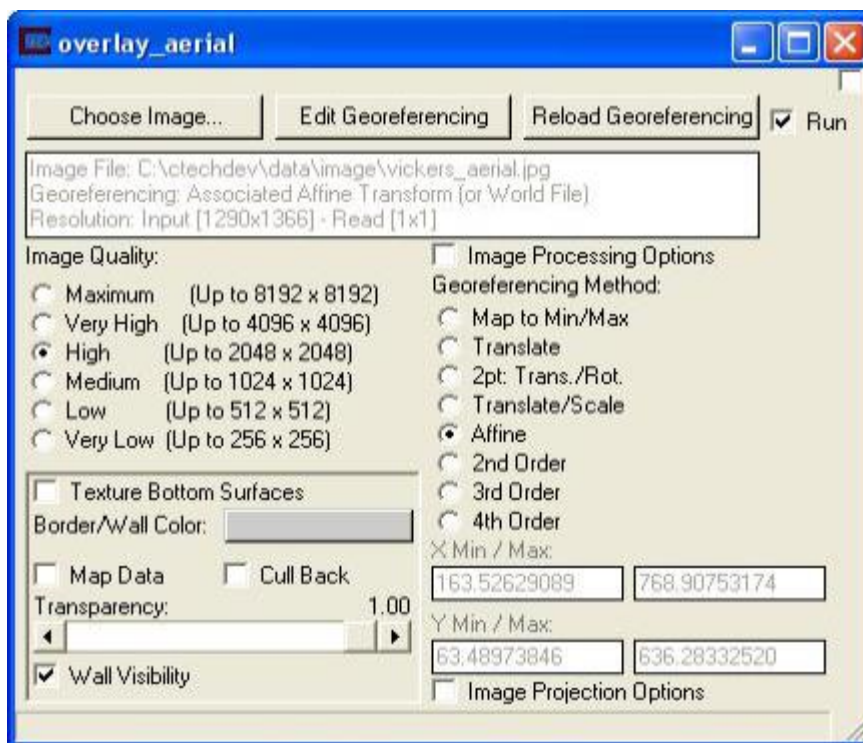 overlay_aerial
Choose Image...
Edit Georeferencing
Reload Georeferencing
Run
Image File: C:\ctechdev\data\image\vickers_aerial.jpg
Georeferencing: Associated Affine Transform (or World File)
Resolution: Input [1290x1366] - Read [1x1]
Image Quality:
Maximum (Up to 8192 x 8192)
Very High (Up to 4096 x 4096)
High (Up to 2048 x 2048)
Medium (Up to 1024 x 1024)
Low (Up to 512 x 512)
Very Low (Up to 256 x 256)
Texture Bottom Surfaces
Border/Wall Color:
Map Data
Cull Back
Transparency: 1.00
Wall Visibility
Image Processing Options
Georeferencing Method:
Map to Min/Max
Translate
2pt: Trans./Rot.
Translate/Scale
Affine
2nd Order
3rd Order
4th Order
X Min / Max:
163.52629089 768.90753174
Y Min / Max:
63.48973846 636.28332520
Image Projection Options